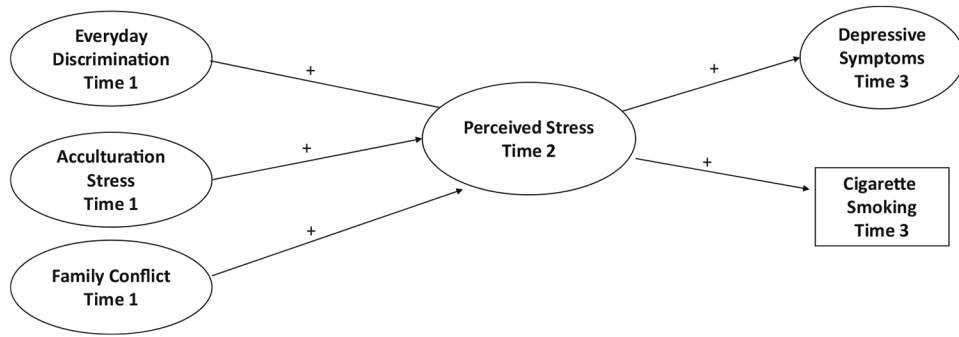 Everyday
Discrimination
Time 1
+
Acculturation
Stress
Time 1
+
Family Conflict
Time 1
+
Perceived Stress
Time 2
+
Depressive
Symptoms
Time 3
+
Cigarette
Smoking
Time 3